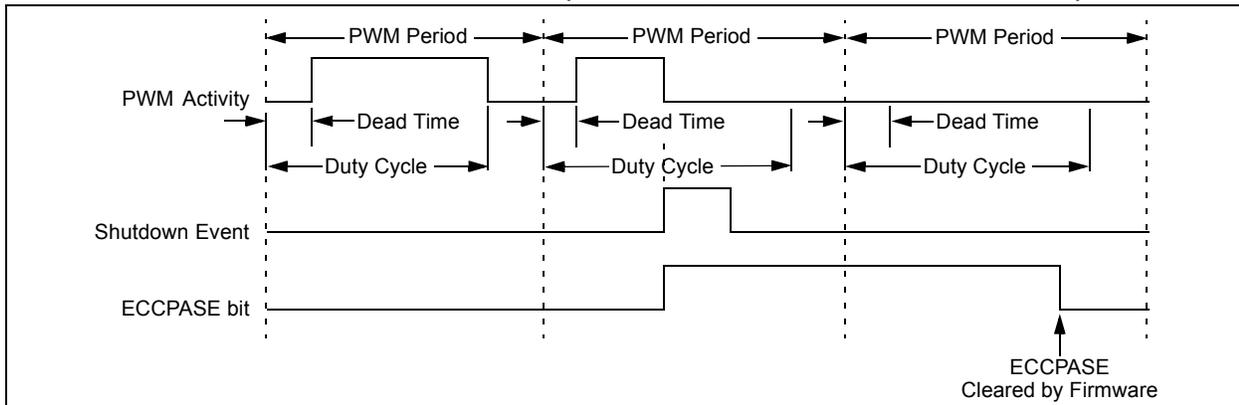 PWM Period
PWM Period
PWM Period
PWM Activity
Dead Time
Dead Time
Dead Time
Duty Cycle
Duty Cycle
Duty Cycle
Shutdown Event
ECCPASE bit
ECCPASE
Cleared by Firmware